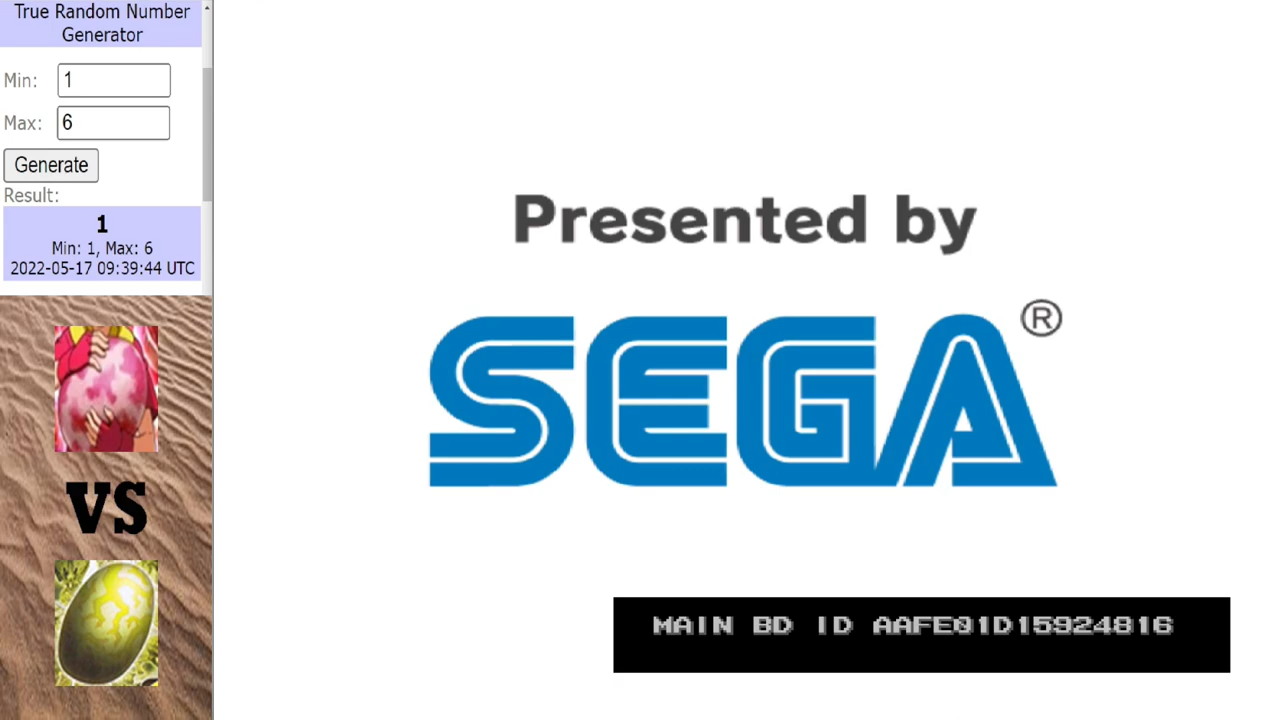 True Random Number
Generator
Min: 1
Max: 6
Generate
Result:
1
Min: 1, Max: 6
2022-05-17 09:39:44 UTC
VS
Presented by
SEGA®
MAIN BD ID AAFE01D15924816